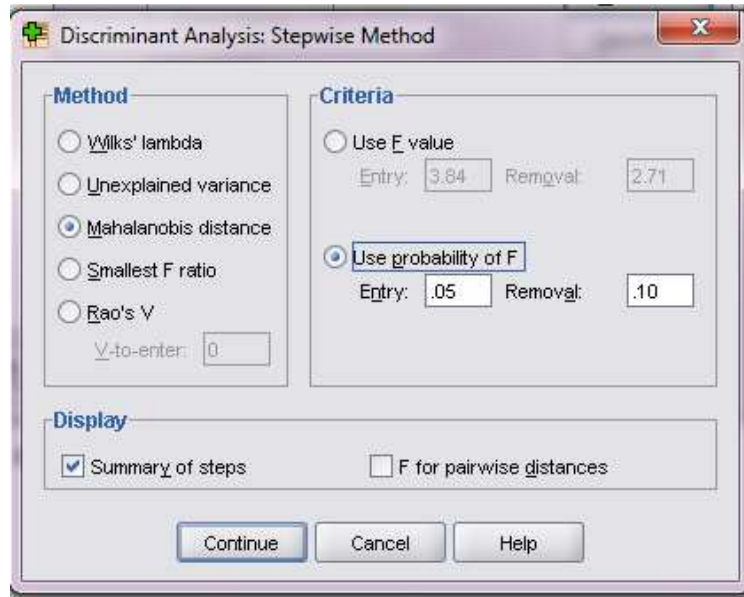 Discriminant Analysis: Stepwise Method
Method
Wilks' lambda
Unexplained variance
Mahalanobis distance
Smallest F ratio
Rao's V
V-to-enter: 0
Criteria
Use F value
Entry: 3.84 Removal: 2.71
Use probability of F
Entry: .05 Removal: .10
Display
Summary of steps
F for pairwise distances
Continue Cancel Help